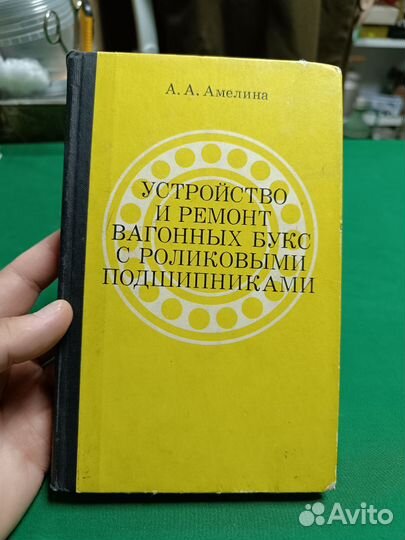 А. А. Амелина
УСТРОЙСТВО
И РЕМОНТ
ВАГОННЫХ БУКС
С РОЛИКОВЫМИ
ПОДШИПНИКАМИ
Avito